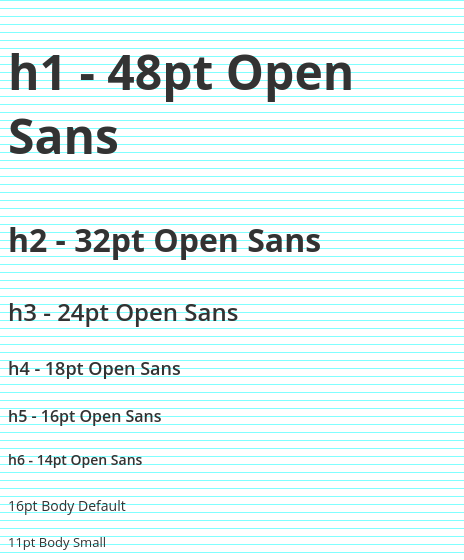 h1 - 48pt Open
Sans
h2 - 32pt Open Sans
h3 - 24pt Open Sans
h4 - 18pt Open Sans
h5 - 16pt Open Sans
h6 - 14pt Open Sans
16pt Body Default
11pt Body Small